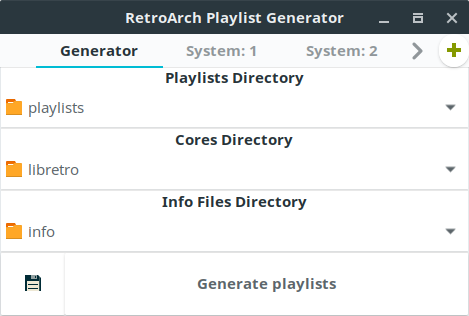 RetroArch Playlist Generator
Generator System: 1 System: 2
Playlists Directory
playlists
Cores Directory
libretro
Info Files Directory
info
Generate playlists